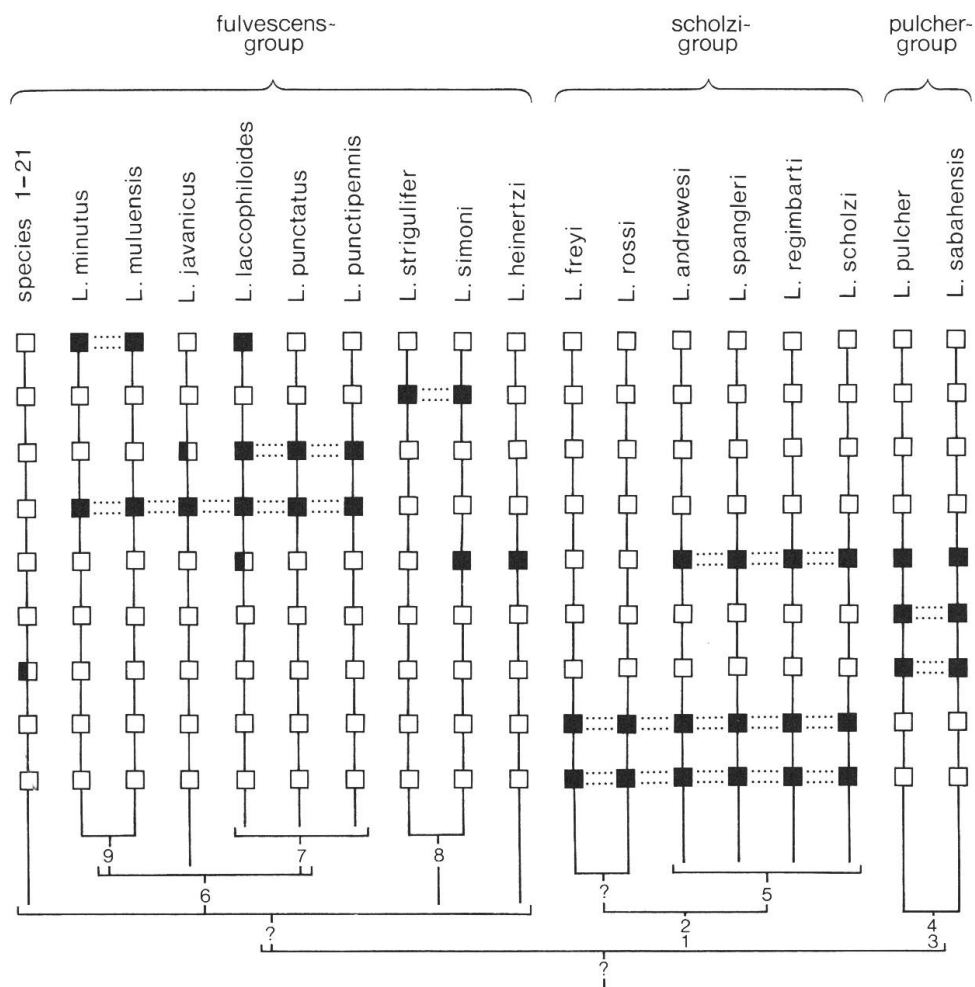 fulvescens-
group
scholzi-
group
pulcher-
group
species 1-21
L. minutus
L. muluensis
L. javanicus
L. laccophiloides
L. punctatus
L. punctipennis
L. strigulifer
L. simoni
L. heinertzi
L. freyi
L. rossi
L. andrewesi
L. spangleri
L. regimbarti
L. scholzi
L. pulcher
L. sabahensis
9
7
8
6
?
5
?
2
1
4
3
?
?